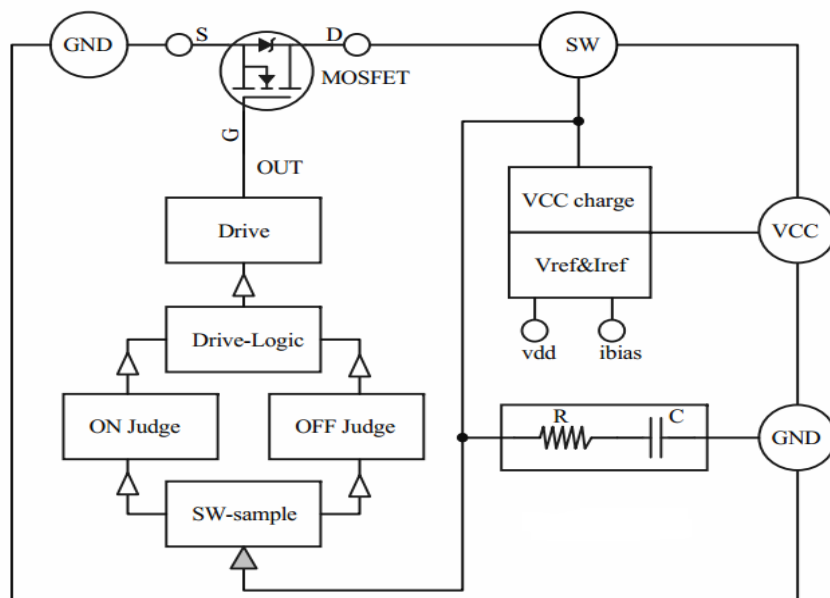 GND
S
D
SW
MOSFET
G
OUT
VCC charge
Drive
VCC
Vref&Iref
Drive-Logic
vdd
ibias
R
C
ON Judge
OFF Judge
GND
SW-sample